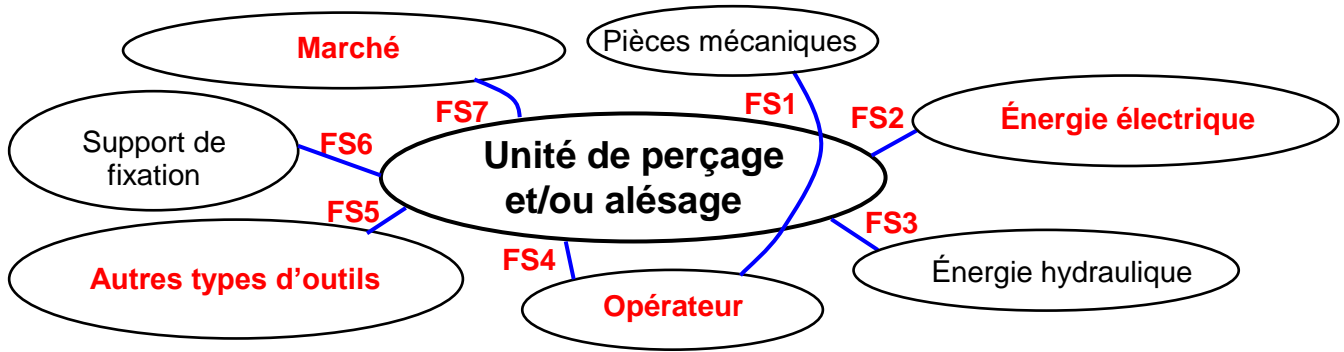 Marché
Pièces mécaniques
FS7
FS1
FS2
Énergie électrique
Support de
fixation
FS6
Unité de perçage
et/ou alésage
FS5
FS3
Autres types d'outils
FS4
Énergie hydraulique
Opérateur